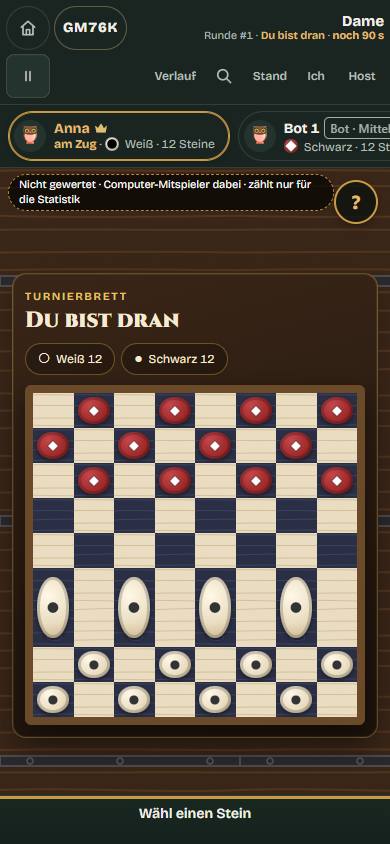 GM76K
Dame
Runde #1 · Du bist dran · noch 90 s
Verlauf
Stand
Ich
Host
Anna
am Zug · Weiß · 12 Steine
Bot 1
Bot · Mittel
Schwarz · 12 St
Nicht gewertet · Computer-Mitspieler dabei · zählt nur für
die Statistik
?
TURNIERBRETT
DU BIST DRAN
Weiß 12
Schwarz 12
Wähl einen Stein